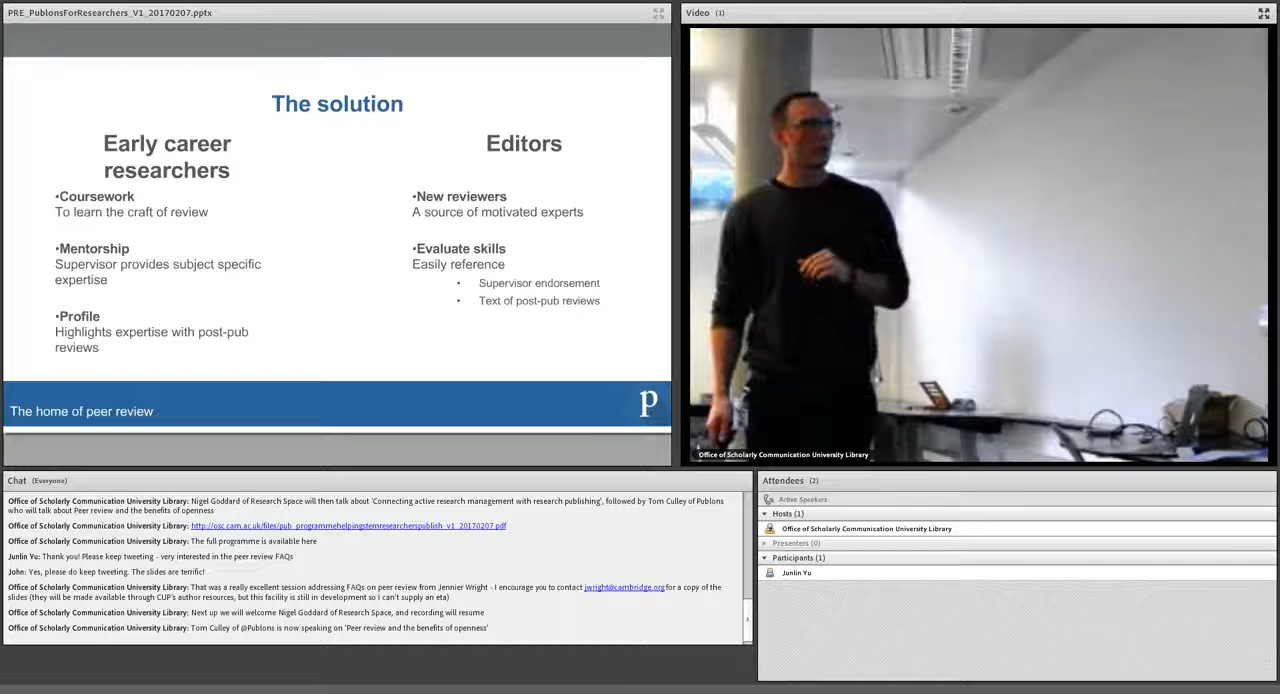 PRE_PublonsForResearchers_V1_20170207.pptx
The solution
Early career
researchers
•Coursework
To learn the craft of review
•Mentorship
Supervisor provides subject specific
expertise
•Profile
Highlights expertise with post-pub
reviews
Editors
•New reviewers
A source of motivated experts
•Evaluate skills
Easily reference
• Supervisor endorsement
• Text of post-pub reviews
The home of peer review
p
Video (1)
Office of Scholarly Communication University Library
Chat (Everyone)
Office of Scholarly Communication University Library: Nigel Goddard of Research Space will then talk about 'Connecting active research management with research publishing', followed by Tom Culley of Publons
who will talk about Peer review and the benefits of openness
Office of Scholarly Communication University Library: http://osc.cam.ac.uk/files/pub_programmehelpingstemresearcherspublish_v1_20170207.pdf
Office of Scholarly Communication University Library: The full programme is available here
Junlin Yu: Thank you! Please keep tweeting - very interested in the peer review FAQs
John: Yes, please do keep tweeting. The slides are terrific!
Office of Scholarly Communication University Library: That was a really excellent session addressing FAQs on peer review from Jennier Wright - I encourage you to contact jwright@cambridge.org for a copy of the
slides (they will be made available through CUP's author resources, but this facility is still in development so I can't supply an eta)
Office of Scholarly Communication University Library: Next up we will welcome Nigel Goddard of Research Space, and recording will resume
Office of Scholarly Communication University Library: Tom Culley of @Publons is now speaking on 'Peer review and the benefits of openness'
Attendees (2)
Active Speakers
Hosts (1)
Office of Scholarly Communication University Library
Presenters (0)
Participants (1)
Junlin Yu